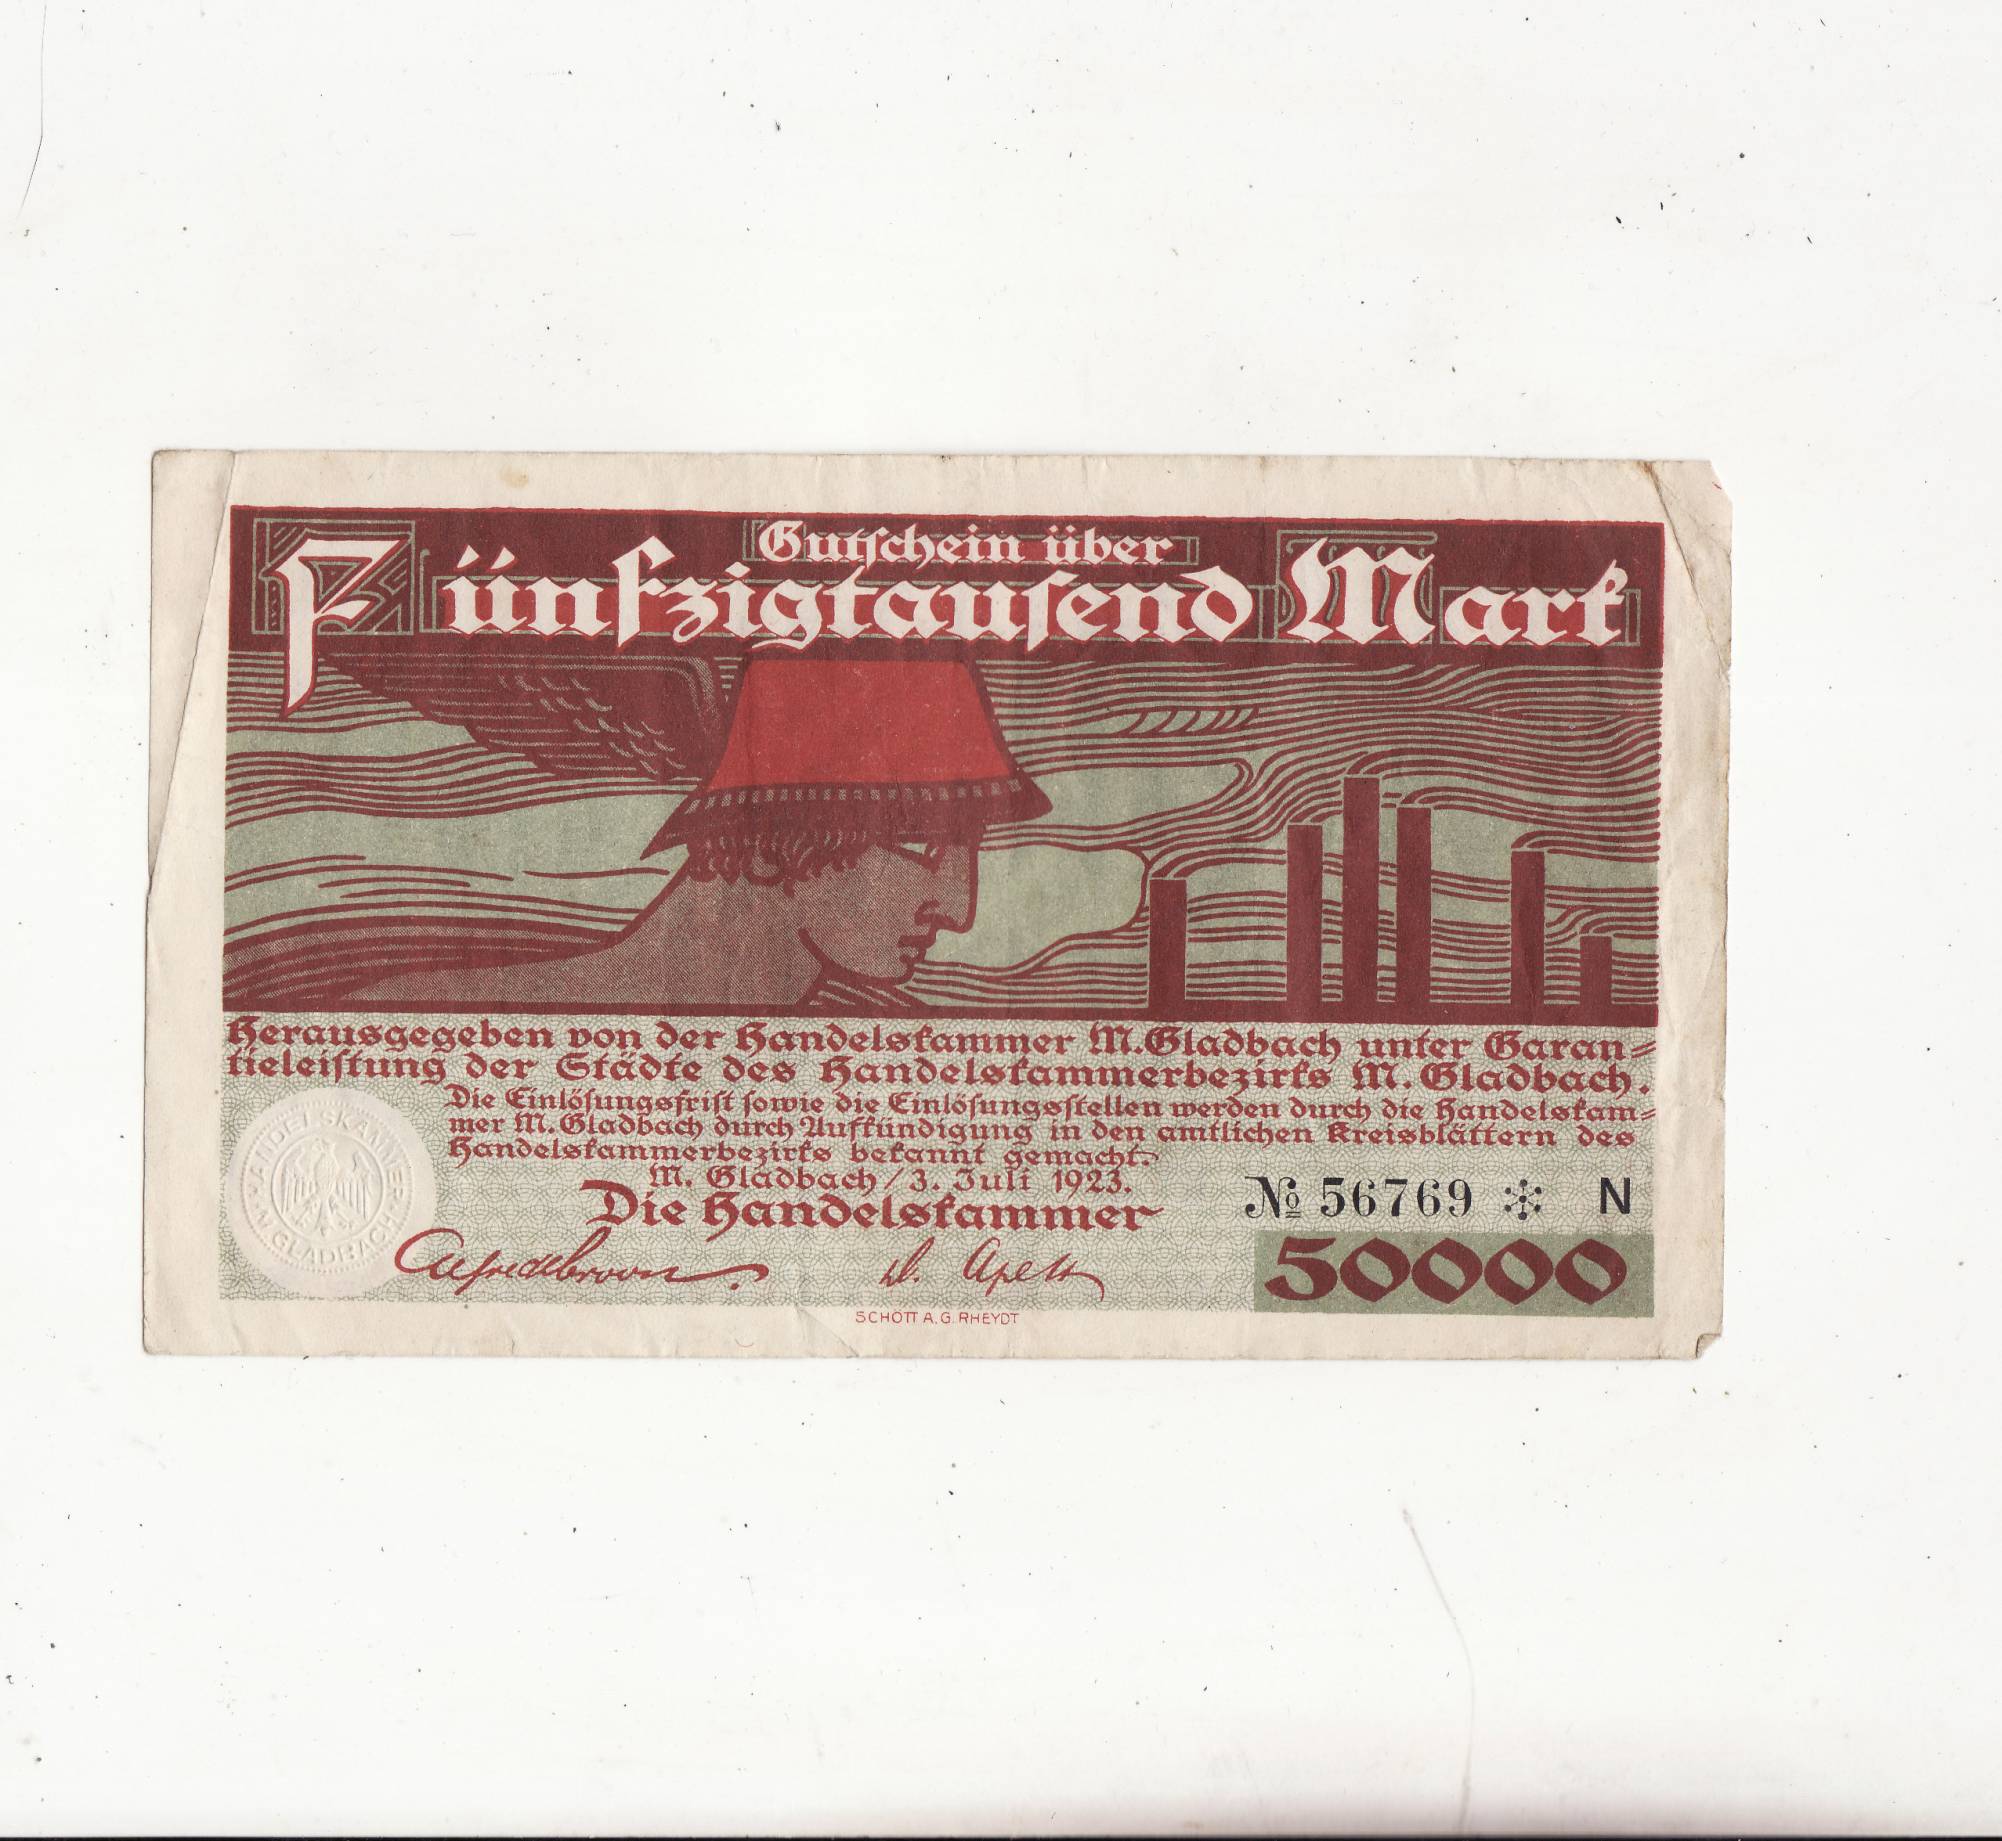 Gutschein über
Fünfzigtausend Mark
Herausgegeben von der Handelskammer M. Gladbach unter Garan=
tieleistung der Städte des Handelskammerbezirks M. Gladbach.
Die Einlösungsfrist sowie die Einlösungsstellen werden durch die Handelskam=
mer M. Gladbach durch Aufkündigung in den amtlichen Kreisblättern des
Handelskammerbezirks bekannt gemacht.
M. Gladbach / 3. Juli 1923.
Die Handelskammer
HANDELSKAMMER
M. GLADBACH
№ 56769 * N
50000
SCHÖTT A.G. RHEYDT